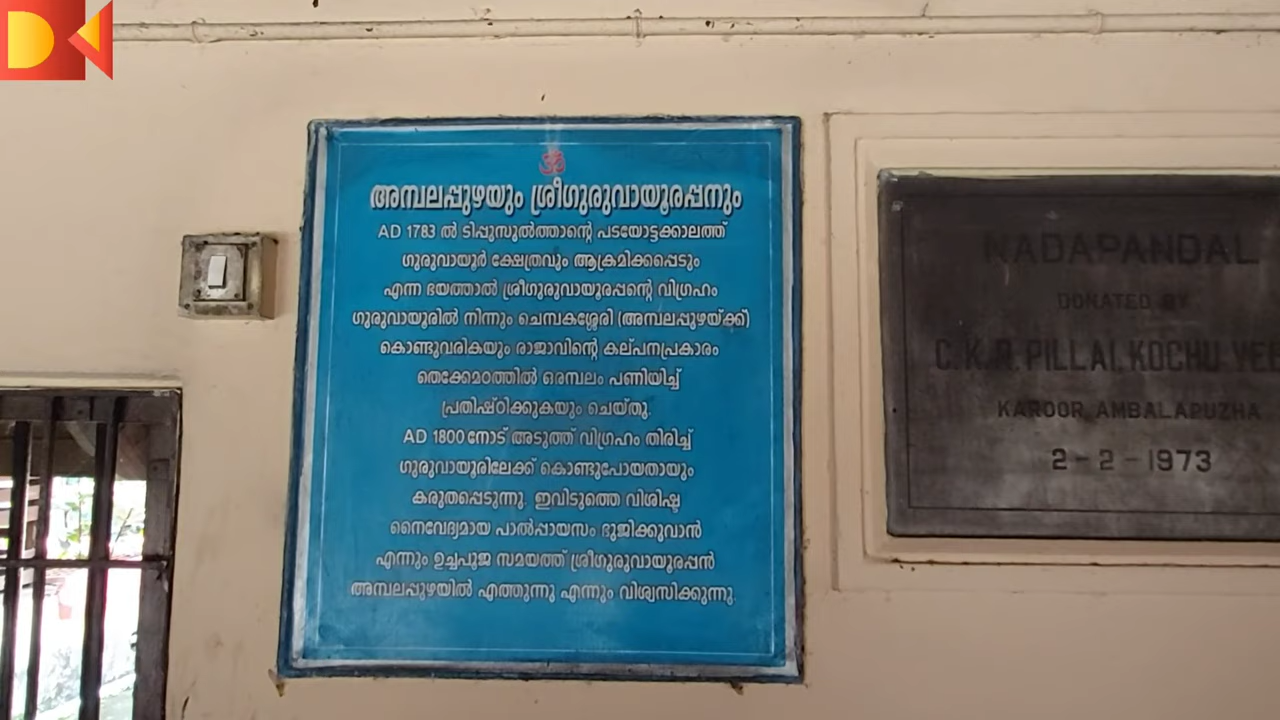 ॐ
അമ്പലപ്പുഴയും ശ്രീഗുരുവായൂരപ്പനും
AD 1783 ൽ ടിപ്പുസുൽത്താന്റെ പടയോട്ടക്കാലത്ത്
ഗുരുവായൂർ ക്ഷേത്രവും ആക്രമിക്കപ്പെടും
എന്ന ഭയത്താൽ ശ്രീഗുരുവായൂരപ്പന്റെ വിഗ്രഹം
ഗുരുവായൂരിൽ നിന്നും ചെമ്പകശ്ശേരി (അമ്പലപ്പുഴയ്ക്ക്)
കൊണ്ടുവരികയും രാജാവിന്റെ കല്പനപ്രകാരം
തെക്കേമഠത്തിൽ ഒരമ്പലം പണിയിച്ച്
പ്രതിഷ്ഠിക്കുകയും ചെയ്തു.
AD 1800 നോട് അടുത്ത് വിഗ്രഹം തിരിച്ച്
ഗുരുവായൂരിലേക്ക് കൊണ്ടുപോയതായും
കരുതപ്പെടുന്നു. ഇവിടുത്തെ വിശിഷ്ട
നൈവേദ്യമായ പാൽപ്പായസം ഭുജിക്കുവാൻ
എന്നും ഉച്ചപൂജ സമയത്ത് ശ്രീഗുരുവായൂരപ്പൻ
അമ്പലപ്പുഴയിൽ എത്തുന്നു എന്നും വിശ്വസിക്കുന്നു.
NADAPANDAL
DONATED BY
C.K.R. PILLAI, KOCHU
KAROOR, AMBALAPUZHA
2-2-1973